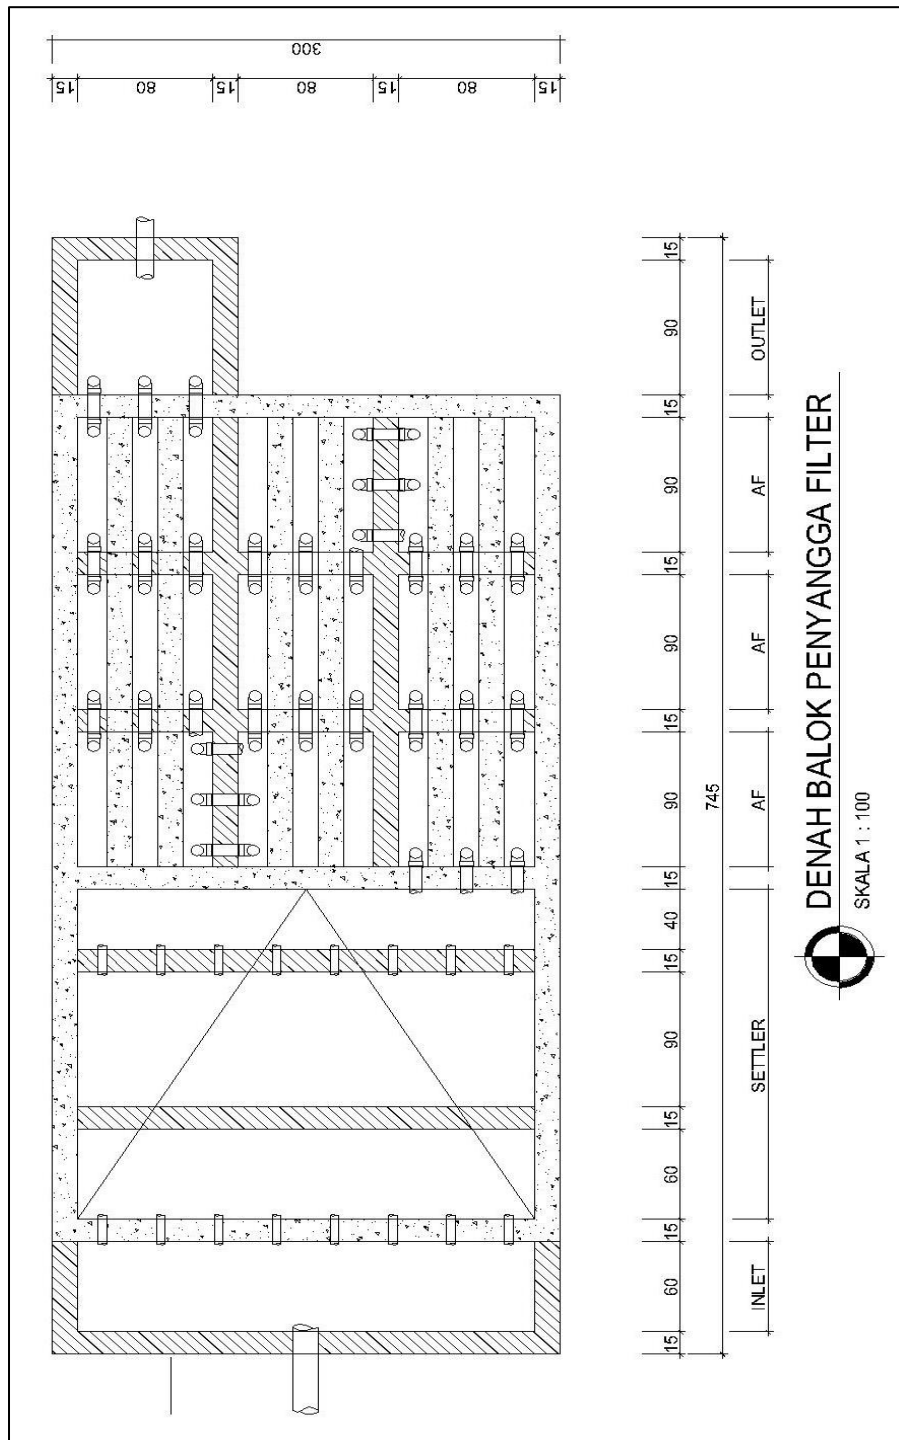 300
15 80 15 80 15 80 15
15 60 15 60 15 90 15 40 15 90 15 90 15 90 15 90 15
745
INLET SETTLER AF AF AF OUTLET
DENAH BALOK PENYANGGA FILTER
SKALA 1 : 100